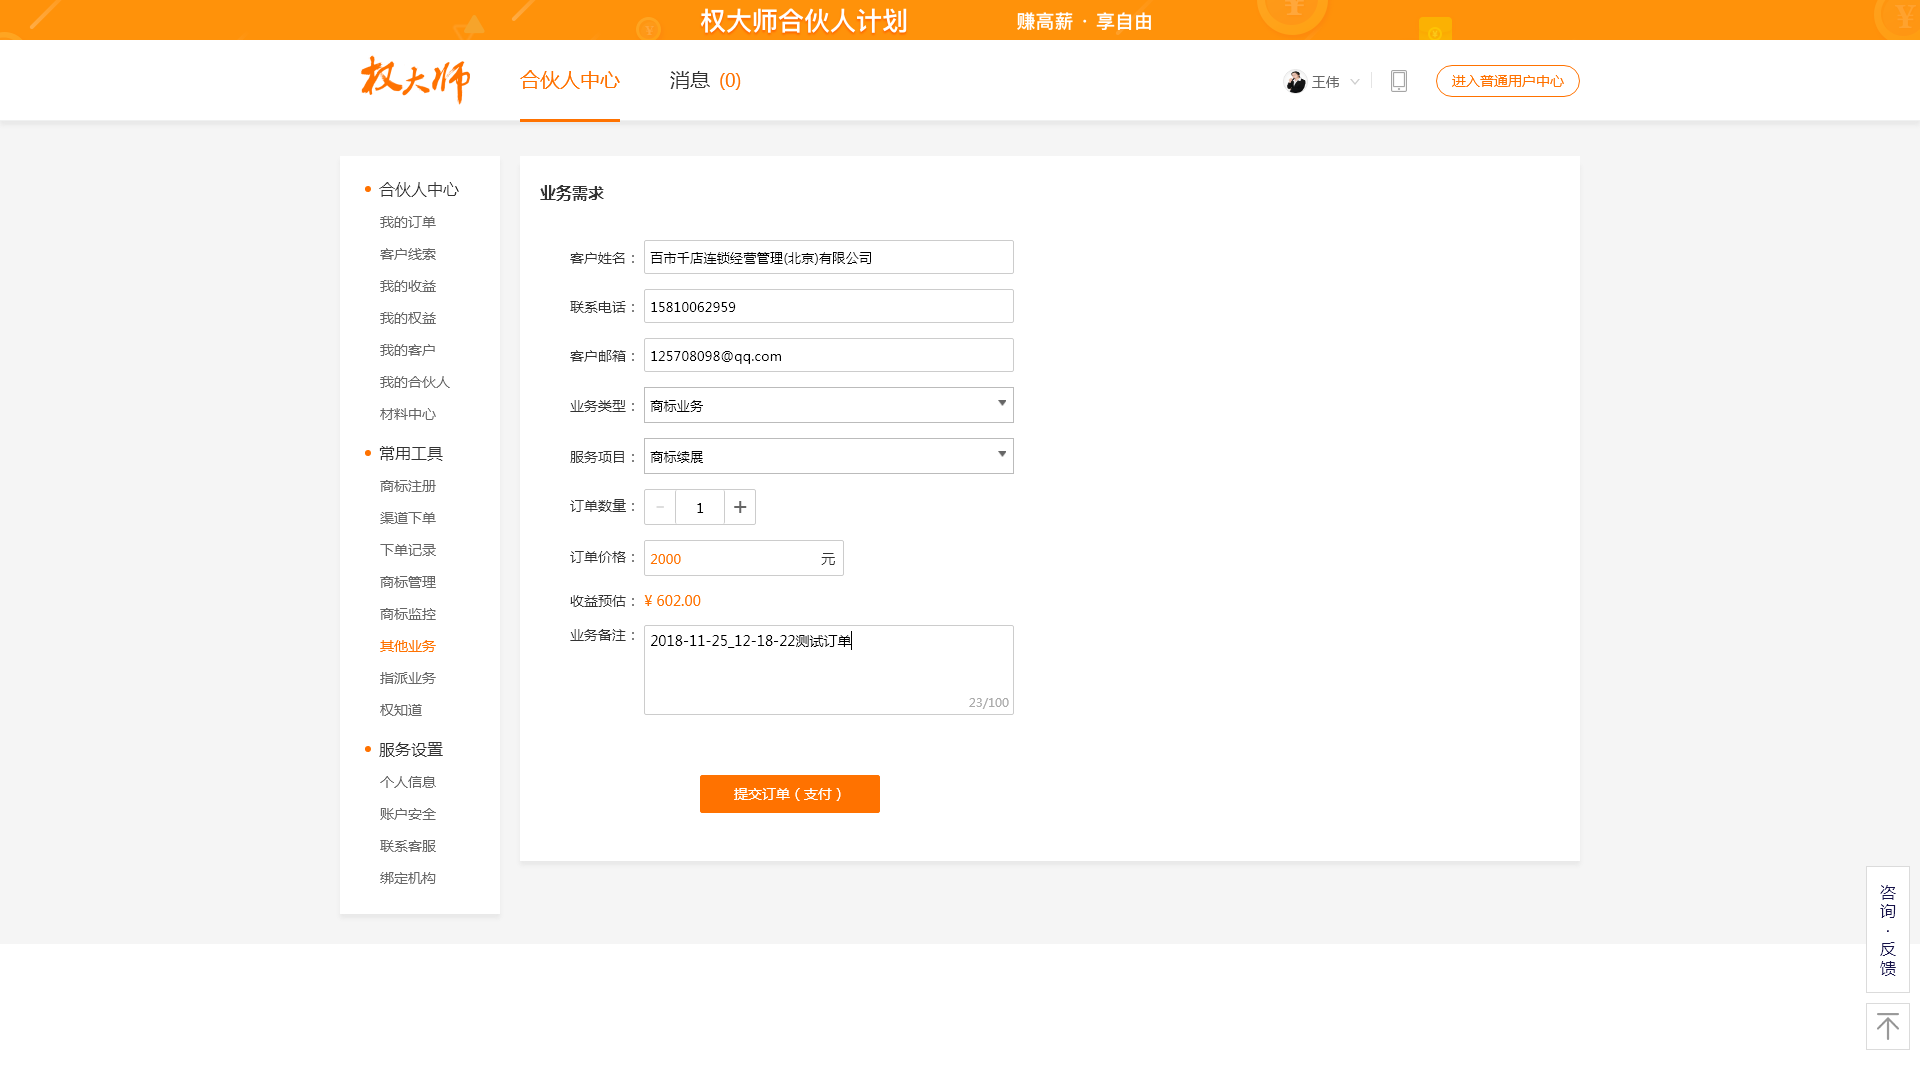 权大师合伙人计划 赚高薪 · 享自由
权大师 合伙人中心 消息 (0) 王伟 进入普通用户中心
合伙人中心
我的订单
客户线索
我的收益
我的权益
我的客户
我的合伙人
材料中心
常用工具
商标注册
渠道下单
下单记录
商标管理
商标监控
其他业务
指派业务
权知道
服务设置
个人信息
账户安全
联系客服
绑定机构
业务需求
客户姓名： 百市千店连锁经营管理(北京)有限公司
联系电话： 15810062959
客户邮箱： 125708098@qq.com
业务类型： 商标业务
服务项目： 商标续展
订单数量： − 1 +
订单价格： 2000 元
收益预估： ¥ 602.00
业务备注： 2018-11-25_12-18-22测试订单
23/100
提交订单（支付）
咨询·反馈